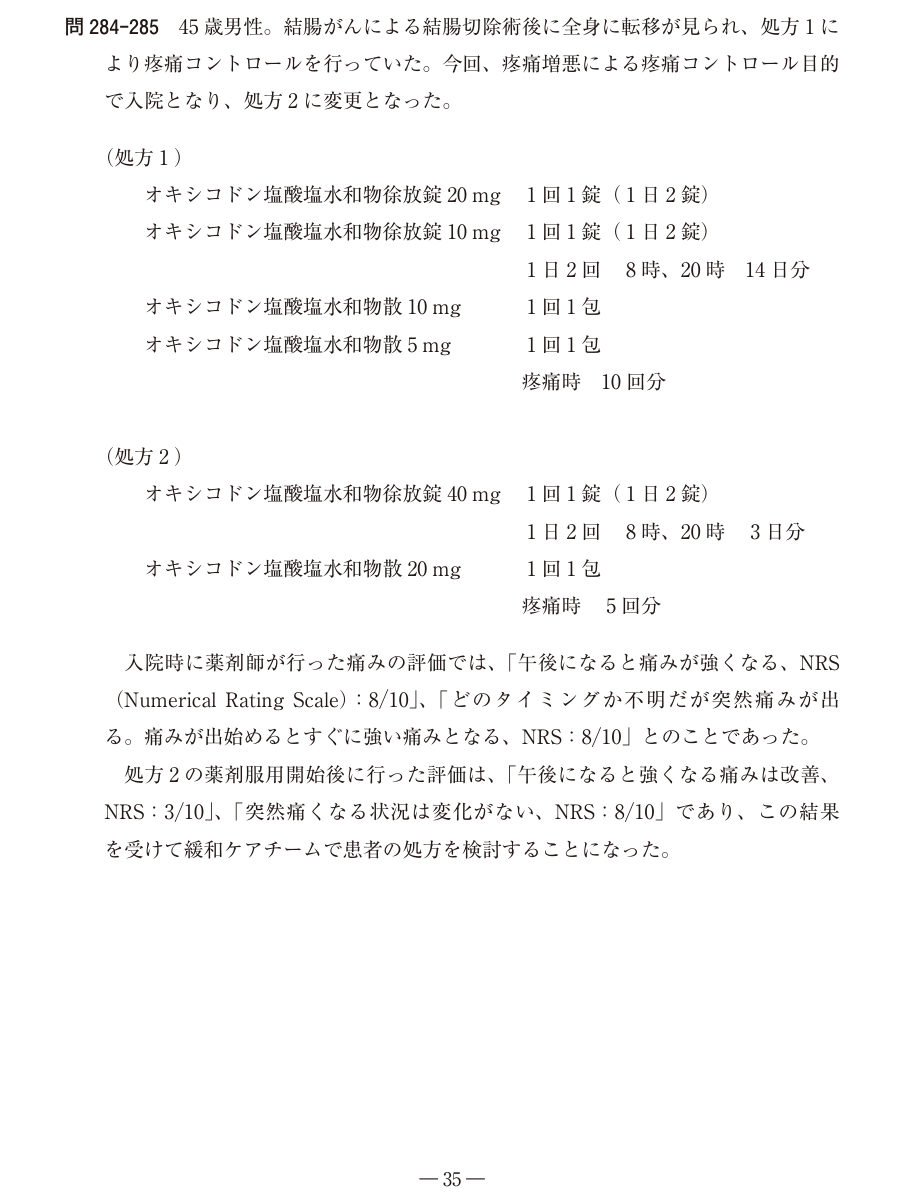 問 284-285　45 歳男性。結腸がんによる結腸切除術後に全身に転移が見られ、処方1に
より疼痛コントロールを行っていた。今回、疼痛増悪による疼痛コントロール目的
で入院となり、処方2に変更となった。
（処方1）
オキシコドン塩酸塩水和物徐放錠 20 mg　1回1錠（1日2錠）
オキシコドン塩酸塩水和物徐放錠 10 mg　1回1錠（1日2錠）
1日2回　8時、20時　14日分
オキシコドン塩酸塩水和物散 10 mg　1回1包
オキシコドン塩酸塩水和物散 5 mg　1回1包
疼痛時　10回分
（処方2）
オキシコドン塩酸塩水和物徐放錠 40 mg　1回1錠（1日2錠）
1日2回　8時、20時　3日分
オキシコドン塩酸塩水和物散 20 mg　1回1包
疼痛時　5回分
入院時に薬剤師が行った痛みの評価では、「午後になると痛みが強くなる、NRS
（Numerical Rating Scale）：8/10」、「どのタイミングか不明だが突然痛みが出
る。痛みが出始めるとすぐに強い痛みとなる、NRS：8/10」とのことであった。
処方2の薬剤服用開始後に行った評価は、「午後になると強くなる痛みは改善、
NRS：3/10」、「突然痛くなる状況は変化がない、NRS：8/10」であり、この結果
を受けて緩和ケアチームで患者の処方を検討することになった。
— 35 —